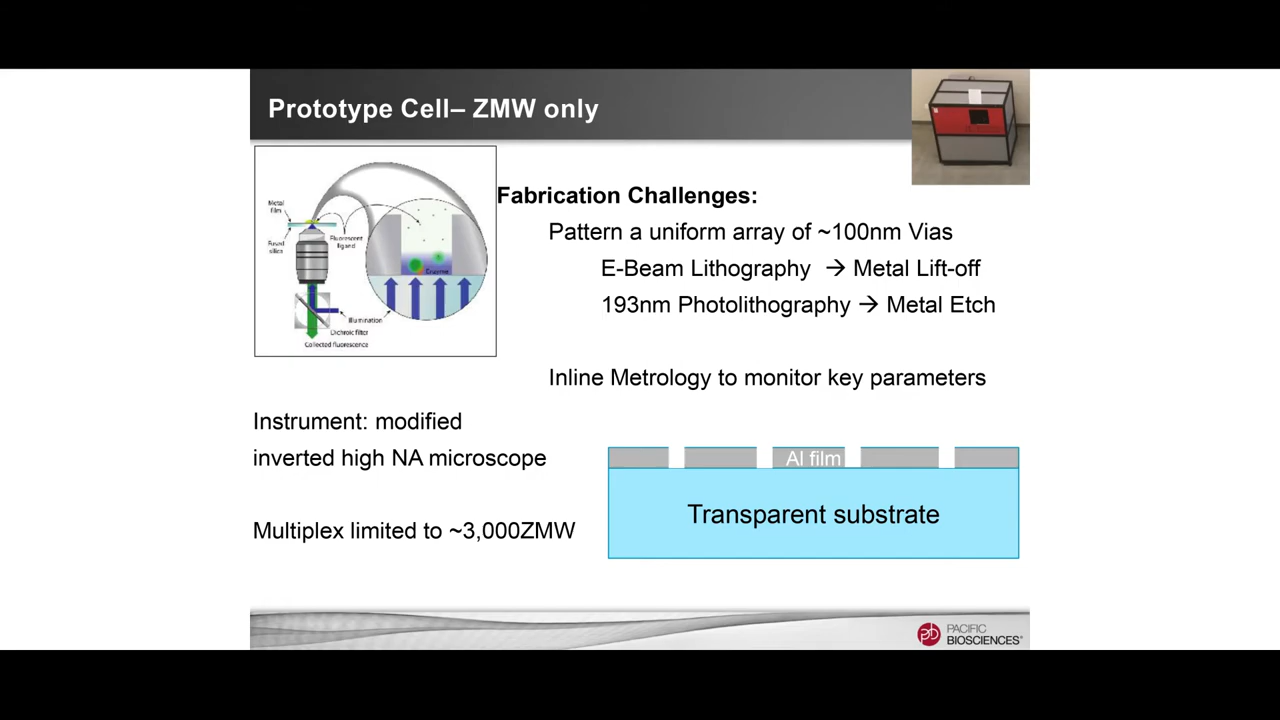 Prototype Cell– ZMW only
Metal
film
Fused
silica
Fluorescent
ligand
Enzyme
Illumination
Dichroic filter
Collected fluorescence
Fabrication Challenges:
Pattern a uniform array of ~100nm Vias
E-Beam Lithography → Metal Lift-off
193nm Photolithography → Metal Etch
Inline Metrology to monitor key parameters
Instrument: modified
inverted high NA microscope
Multiplex limited to ~3,000ZMW
Al film
Transparent substrate
PACIFIC
BIOSCIENCES®